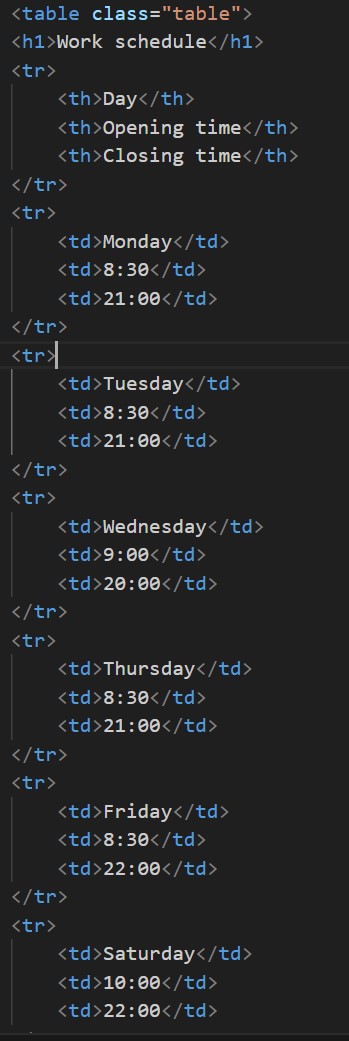 <table class="table">
<h1>Work schedule</h1>
<tr>
<th>Day</th>
<th>Opening time</th>
<th>Closing time</th>
</tr>
<tr>
<td>Monday</td>
<td>8:30</td>
<td>21:00</td>
</tr>
<tr>
<td>Tuesday</td>
<td>8:30</td>
<td>21:00</td>
</tr>
<tr>
<td>Wednesday</td>
<td>9:00</td>
<td>20:00</td>
</tr>
<tr>
<td>Thursday</td>
<td>8:30</td>
<td>21:00</td>
</tr>
<tr>
<td>Friday</td>
<td>8:30</td>
<td>22:00</td>
</tr>
<tr>
<td>Saturday</td>
<td>10:00</td>
<td>22:00</td>